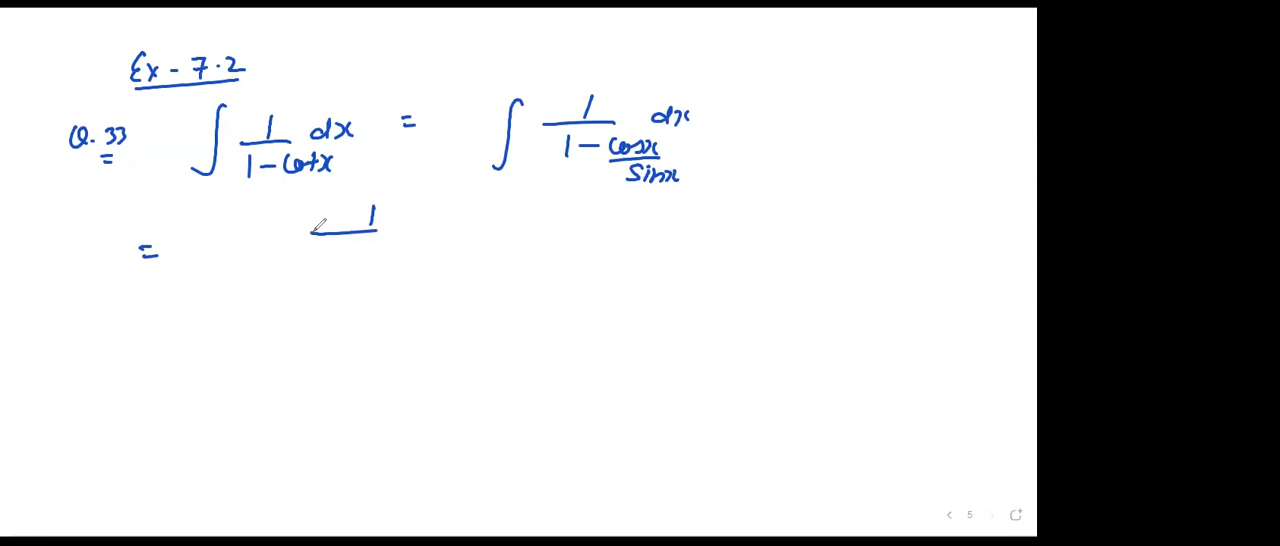 Ex - 7.2
Q. 33 ∫ 1/(1 - cotx) dx = ∫ 1/(1 - cosx/sinx) dx
= 1
5